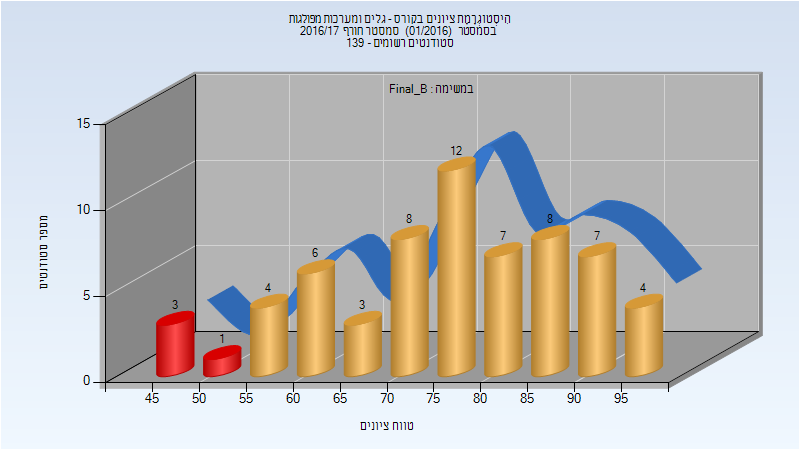 היסטוגרמת ציונים בקורס - גלים ומערכות מפולגות
בסמסטר (01/2016) סמסטר חורף 2016/17
סטודנטים רשומים - 139
במשימה : Final_B
15
10
5
0
מספר סטודנטים
3
1
4
6
3
8
12
7
8
7
4
45 50 55 60 65 70 75 80 85 90 95
טווח ציונים